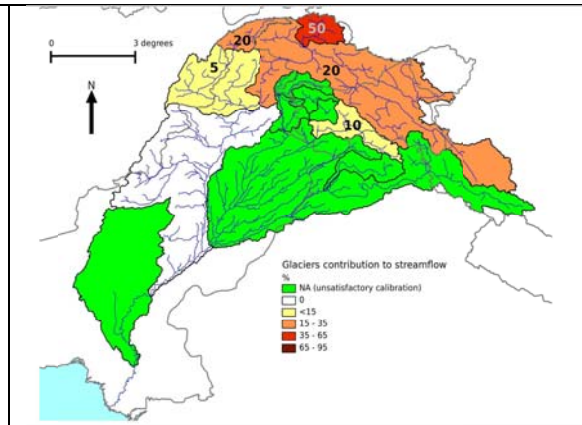 50
20
0
3 degrees
5
20
N
10
Glaciers contribution to streamflow
%
NA (unsatisfactory calibration)
0
<15
15 - 35
35 - 65
65 - 95